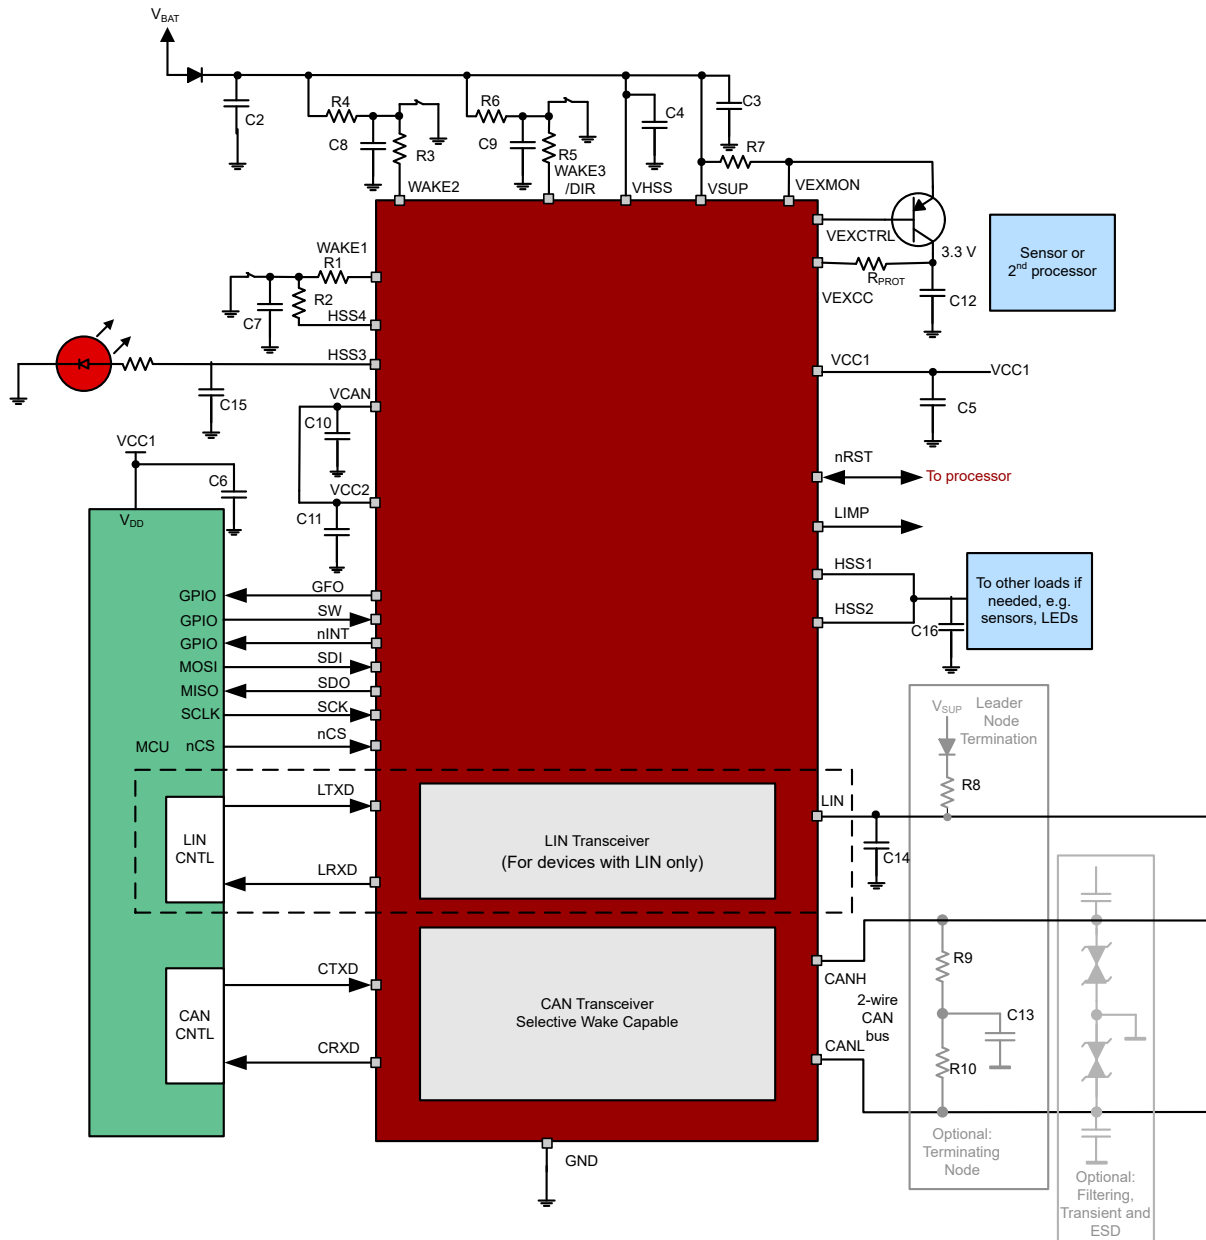 VBAT
C2
R4
C8
R3
WAKE2
R6
C9
R5
WAKE3
/DIR
C4
VHSS
C3
VSUP
R7
VEXMON
VEXCTRL
3.3 V
RPROT
VEXCC
C12
Sensor or
2nd processor
WAKE1
R1
R2
C7
HSS4
HSS3
C15
VCAN
C10
VCC2
C11
VCC1
C6
VDD
VCC1
VCC1
C5
nRST
To processor
LIMP
HSS1
HSS2
C16
To other loads if
needed, e.g.
sensors, LEDs
GPIO
GFO
GPIO
SW
GPIO
nINT
MOSI
SDI
MISO
SDO
SCLK
SCK
MCU
nCS
nCS
LIN
CNTL
LTXD
LRXD
LIN Transceiver
(For devices with LIN only)
LIN
C14
VSUP
Leader
Node
Termination
R8
CAN
CNTL
CTXD
CRXD
CAN Transceiver
Selective Wake Capable
CANH
2-wire
CAN
bus
CANL
R9
C13
R10
Optional:
Terminating
Node
Optional:
Filtering,
Transient and
ESD
GND